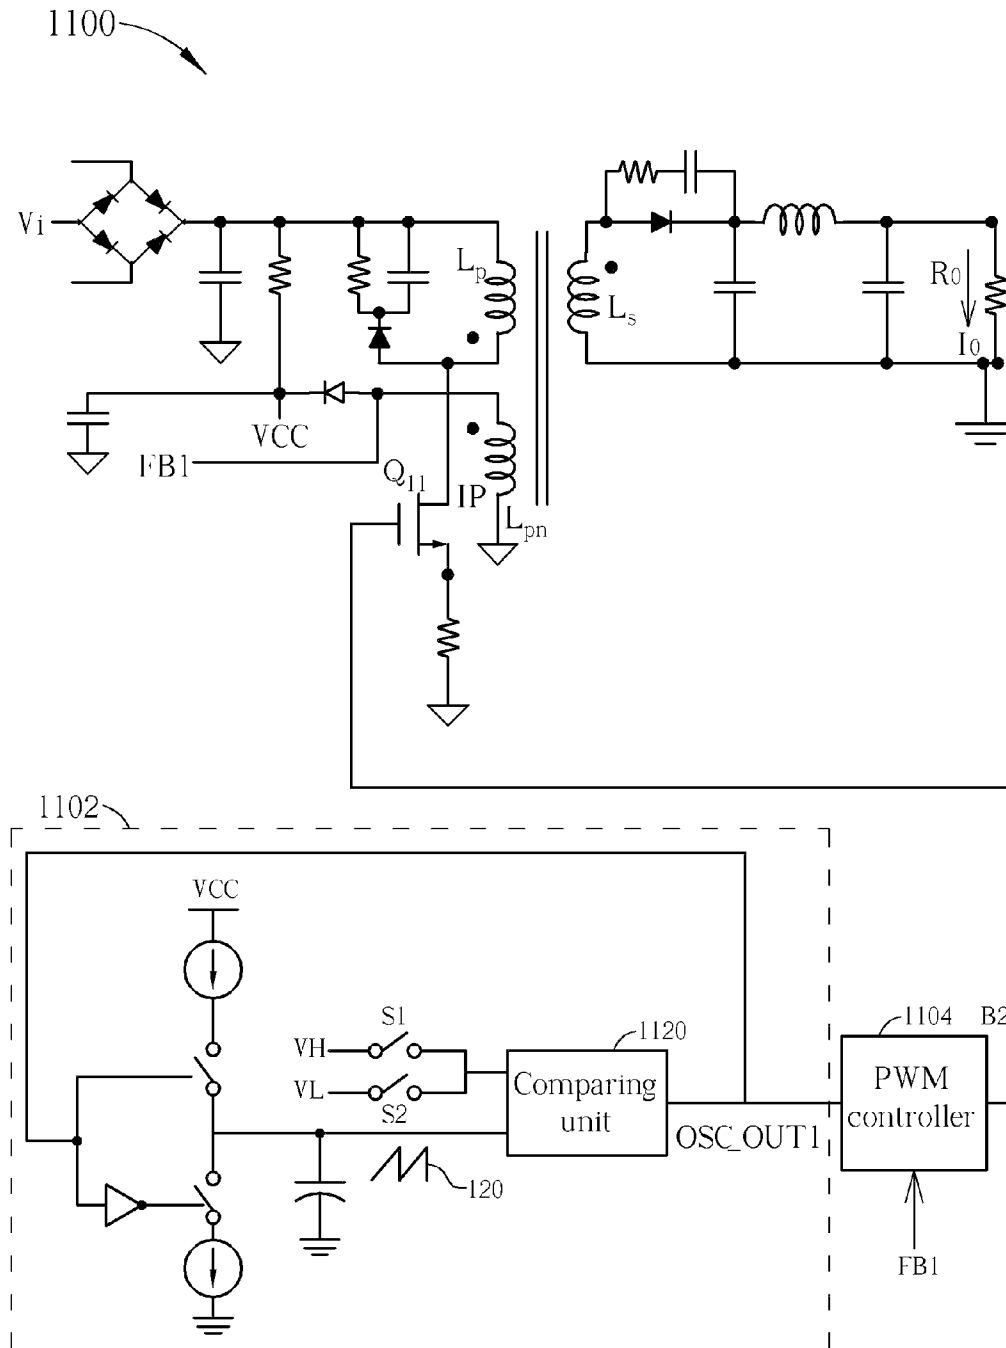 1100
Vi
Lp
Ls
R0
I0
VCC
FB1
Q11
IP
Lpn
1102
VCC
S1
VH
VL
S2
1120
Comparing
unit
OSC_OUT1
120
1104
B2
PWM
controller
FB1